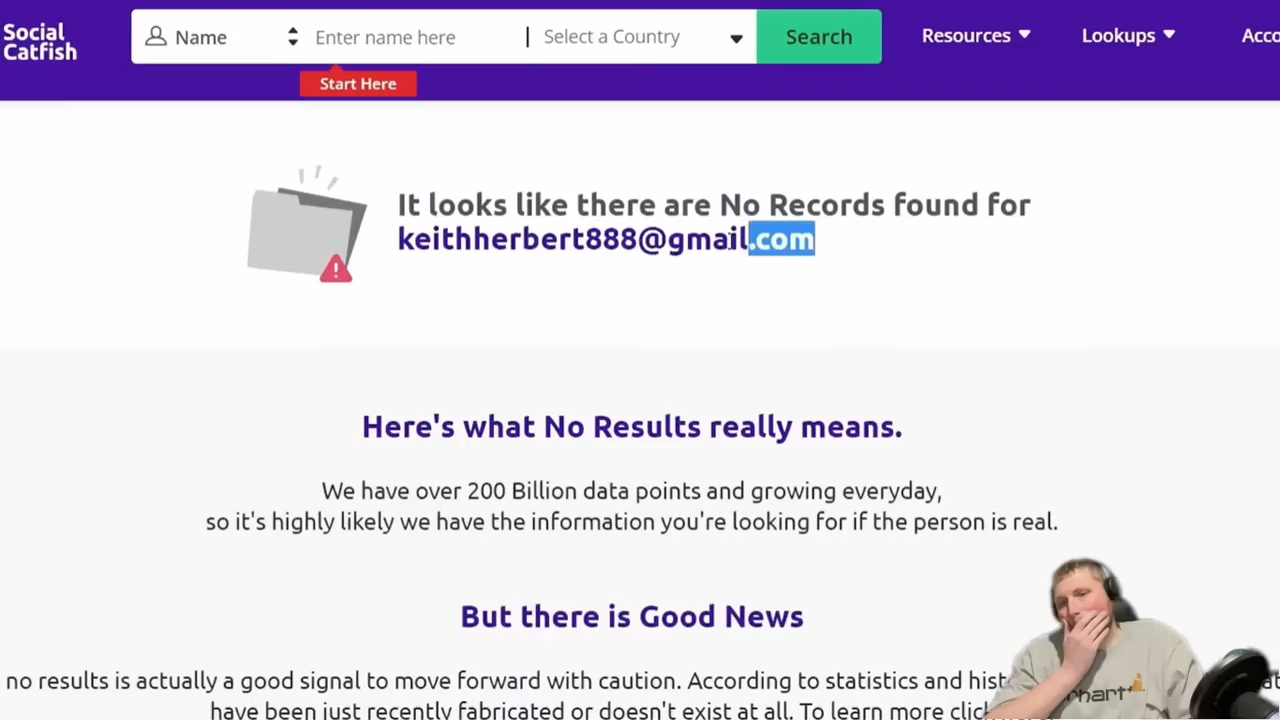 Social
Catfish
Name
Enter name here
Select a Country
Search
Resources
Lookups
Acco
Start Here
It looks like there are No Records found for
keithherbert888@gmail.com
Here's what No Results really means.
We have over 200 Billion data points and growing everyday,
so it's highly likely we have the information you're looking for if the person is real.
But there is Good News
no results is actually a good signal to move forward with caution. According to statistics and hist
have been just recently fabricated or doesn't exist at all. To learn more clic
rhartt